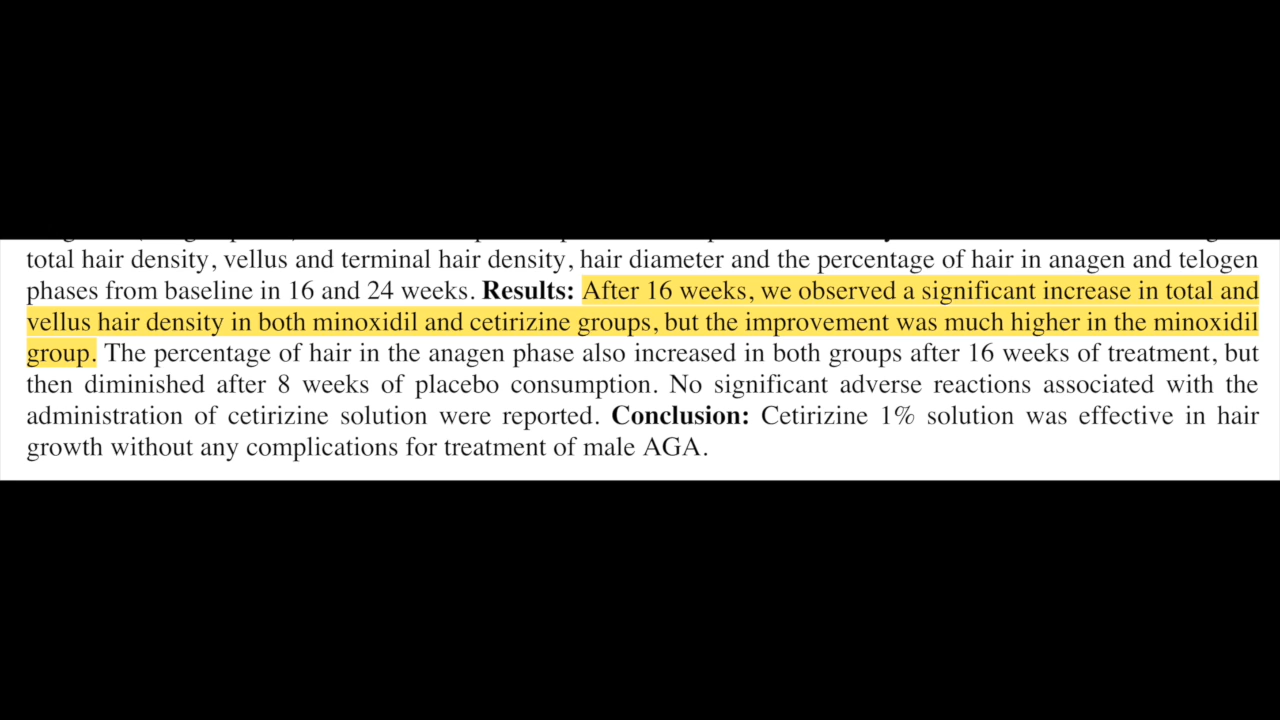 total hair density, vellus and terminal hair density, hair diameter and the percentage of hair in anagen and telogen
phases from baseline in 16 and 24 weeks. Results: After 16 weeks, we observed a significant increase in total and
vellus hair density in both minoxidil and cetirizine groups, but the improvement was much higher in the minoxidil
group. The percentage of hair in the anagen phase also increased in both groups after 16 weeks of treatment, but
then diminished after 8 weeks of placebo consumption. No significant adverse reactions associated with the
administration of cetirizine solution were reported. Conclusion: Cetirizine 1% solution was effective in hair
growth without any complications for treatment of male AGA.